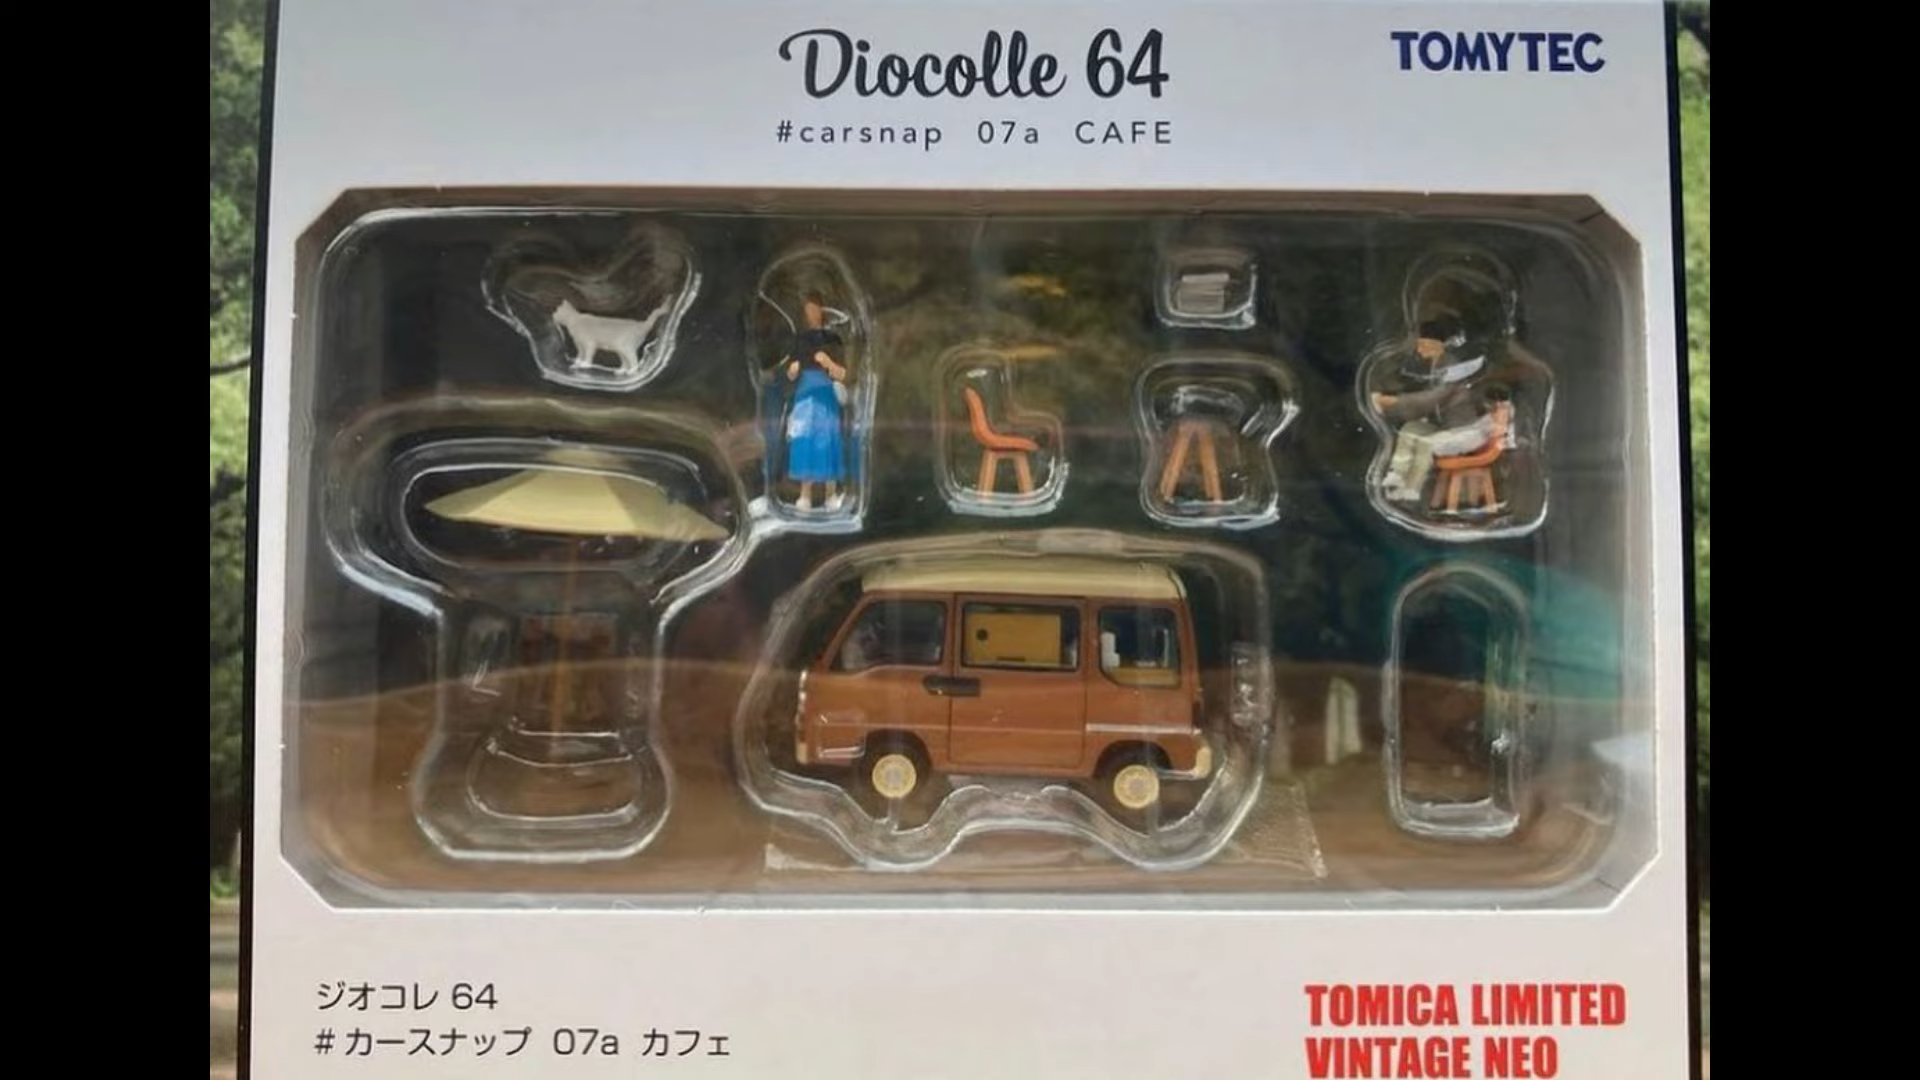 Diocolle 64
TOMYTEC
#carsnap 07a CAFE
ジオコレ 64
#カースナップ 07a カフェ
TOMICA LIMITED
VINTAGE NEO